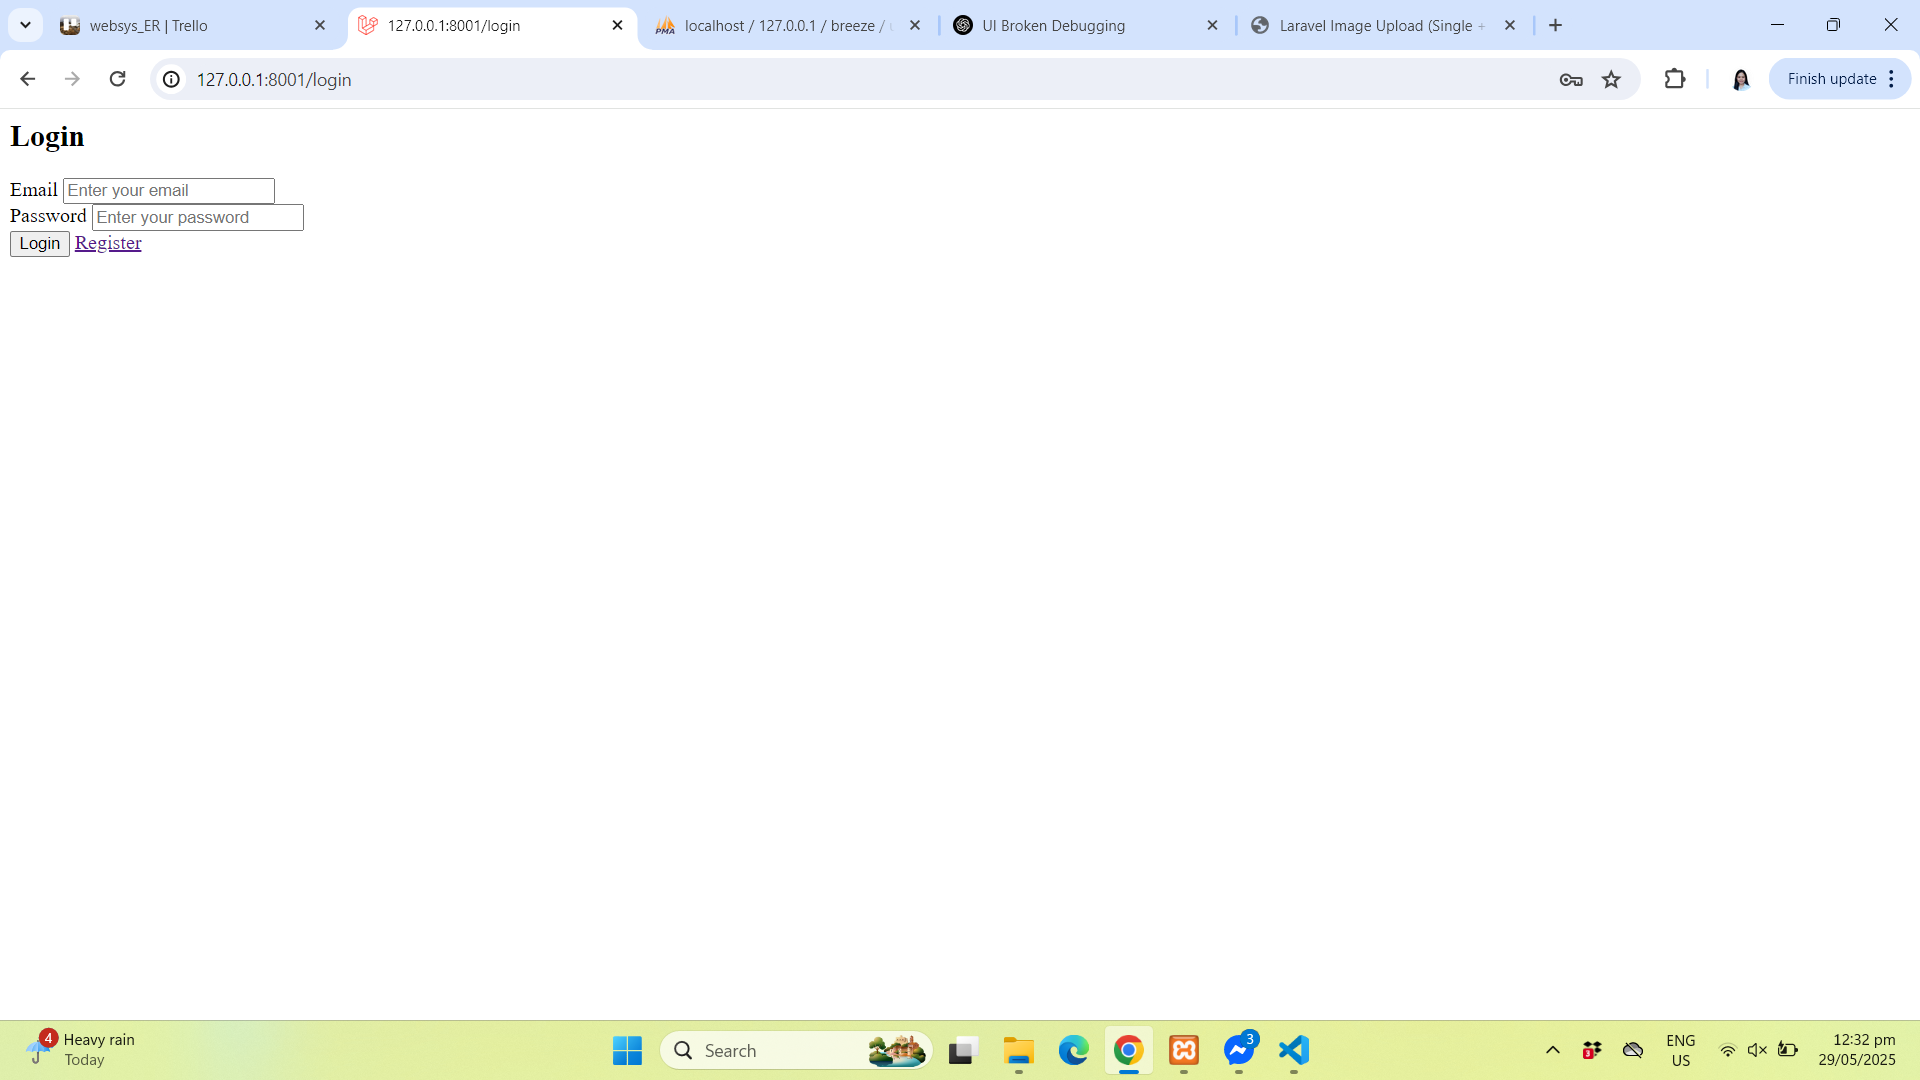 websys_ER | Trello
127.0.0.1:8001/login
PMA
localhost / 127.0.0.1 / breeze /
UI Broken Debugging
Laravel Image Upload (Single +
127.0.0.1:8001/login
Finish update
Login
Email Enter your email
Password Enter your password
Login Register
4
Heavy rain
Today
Search
3
3
ENG
US
12:32 pm
29/05/2025